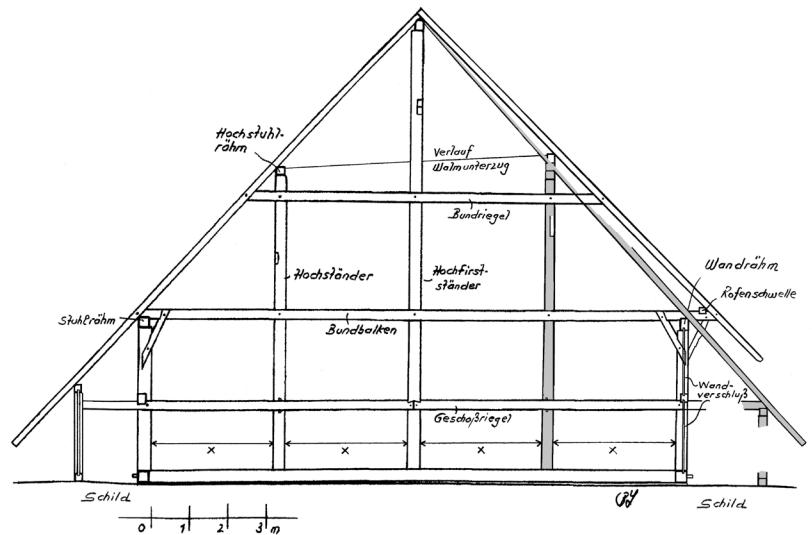 Hochstuhl-
rähm
Verlauf
Walmunterzug
Bundriegel
Hochständer
Hochfirst-
ständer
Wandrähm
Rofenschwelle
Stuhlrähm
Bundbalken
Wand-
verschluß
Geschoßriegel
x x x x
Schild
Schild
0 1 2 3 m